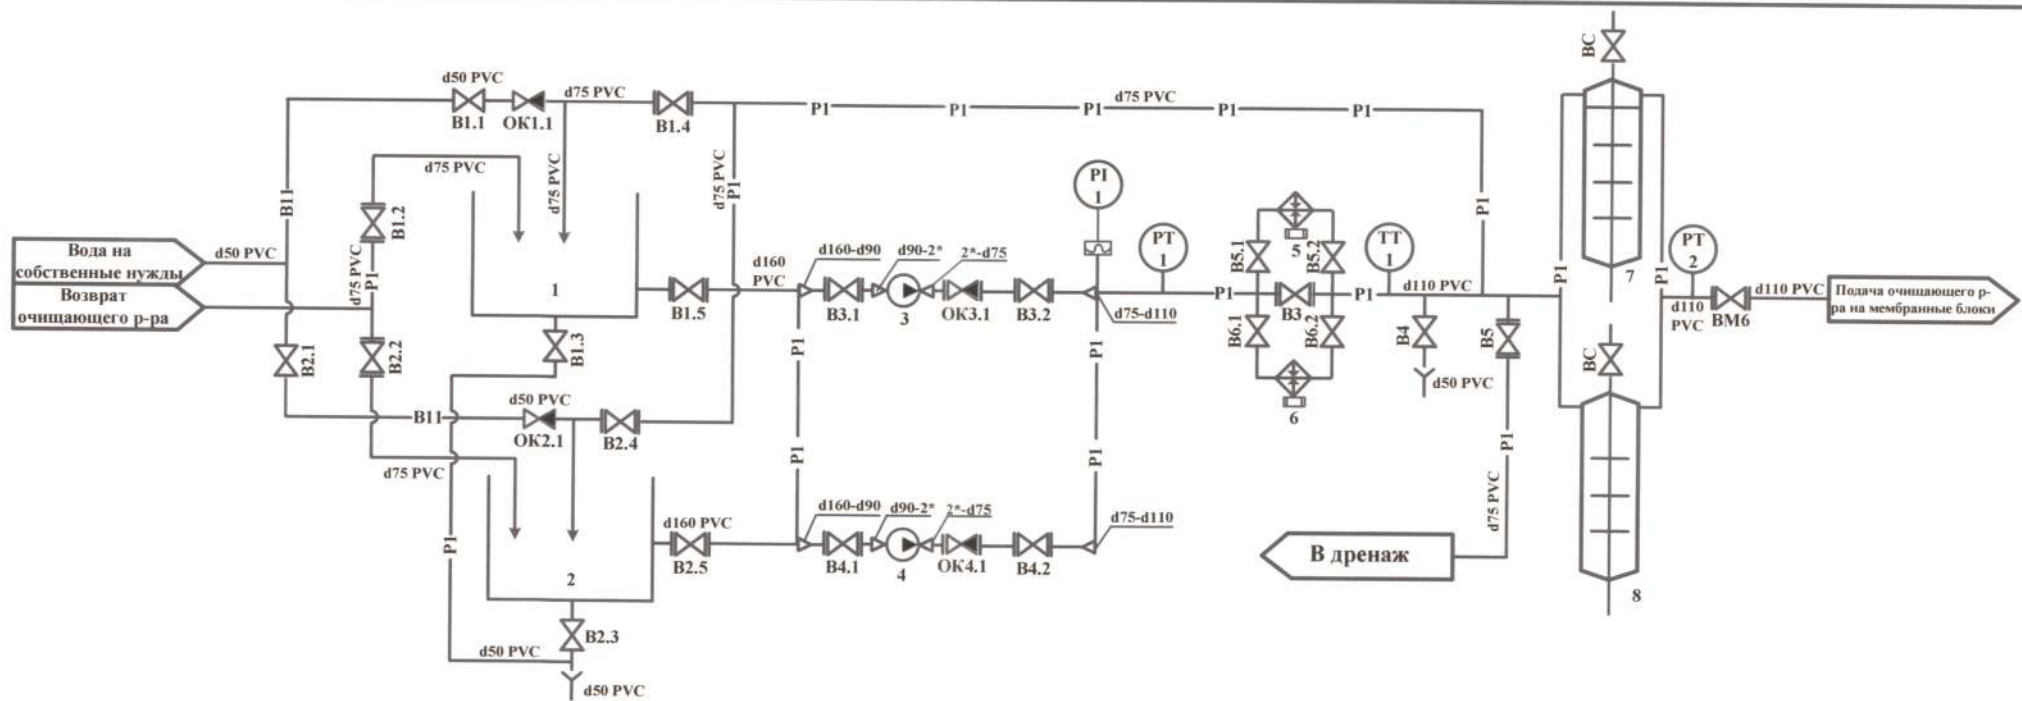 BC
d50 PVC
d75 PVC
B1.1
OK1.1
B1.4
P1
P1
d75 PVC
P1
P1
P1
d75 PVC
B11
B1.2
d75 PVC
d75 PVC
P1
PI
1
P1
Вода на
собственные нужды
d50 PVC
Возврат
очищающего р-ра
d75 PVC
P1
1
B1.5
d160
PVC
d160-d90
d90-2*
2*-d75
B3.1
3
OK3.1
B3.2
d75-d110
PT
1
P1
B5.1
5
B5.2
B3
B6.1
B6.2
6
TT
1
P1
d110 PVC
B4
d50 PVC
B5
P1
7
P1
PT
2
d110
PVC
BM6
d110 PVC
Подача очищающего р-
ра на мембранные блоки
B2.1
B2.2
B1.3
P1
P1
BC
B11
d50 PVC
OK2.1
B2.4
d75 PVC
P1
d160 PVC
B2.5
d160-d90
d90-2*
2*-d75
B4.1
4
OK4.1
B4.2
d75-d110
P1
d75 PVC
В дренаж
2
8
B2.3
d50 PVC
d50 PVC